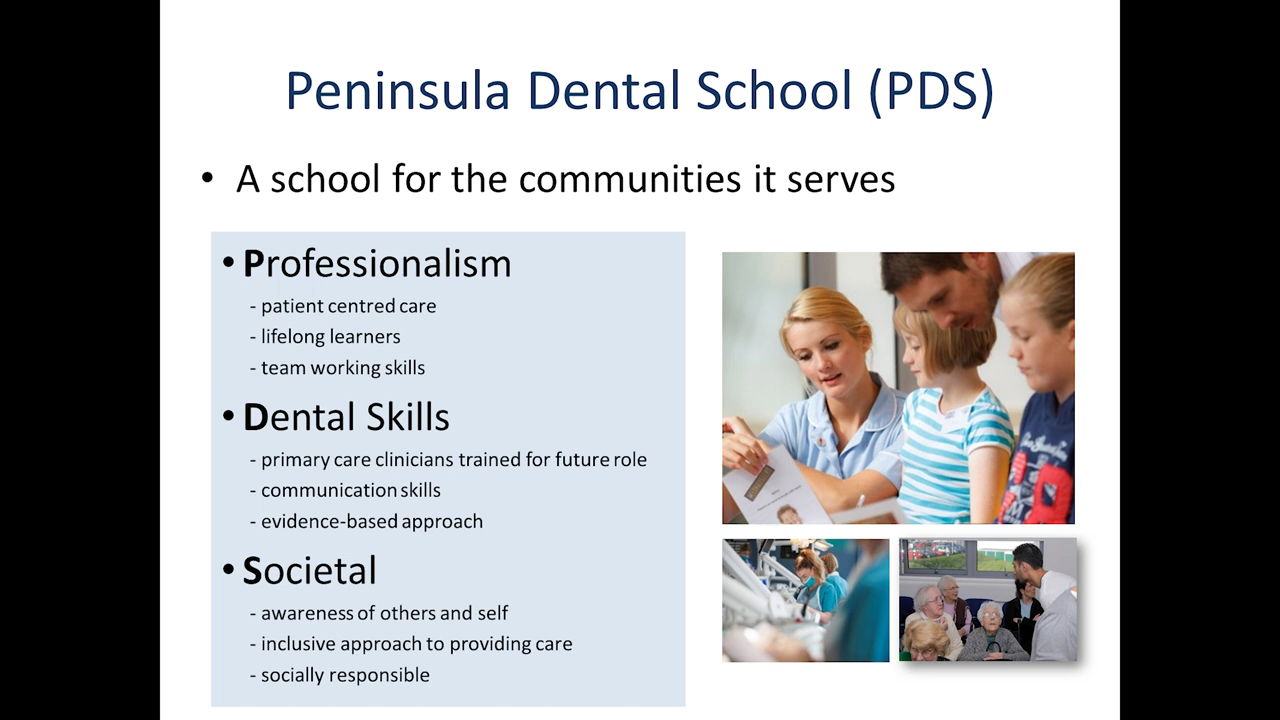 Peninsula Dental School (PDS)
• A school for the communities it serves
• Professionalism
- patient centred care
- lifelong learners
- team working skills
• Dental Skills
- primary care clinicians trained for future role
- communication skills
- evidence-based approach
• Societal
- awareness of others and self
- inclusive approach to providing care
- socially responsible